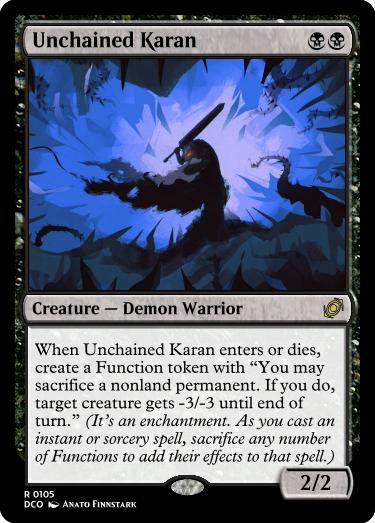 Unchained Karan
Creature — Demon Warrior
When Unchained Karan enters or dies,
create a Function token with “You may
sacrifice a nonland permanent. If you do,
target creature gets -3/-3 until end of
turn.” (It’s an enchantment. As you cast an
instant or sorcery spell, sacrifice any number
of Functions to add their effects to that spell.)
2/2
R 0105
DCO Anato Finnstark